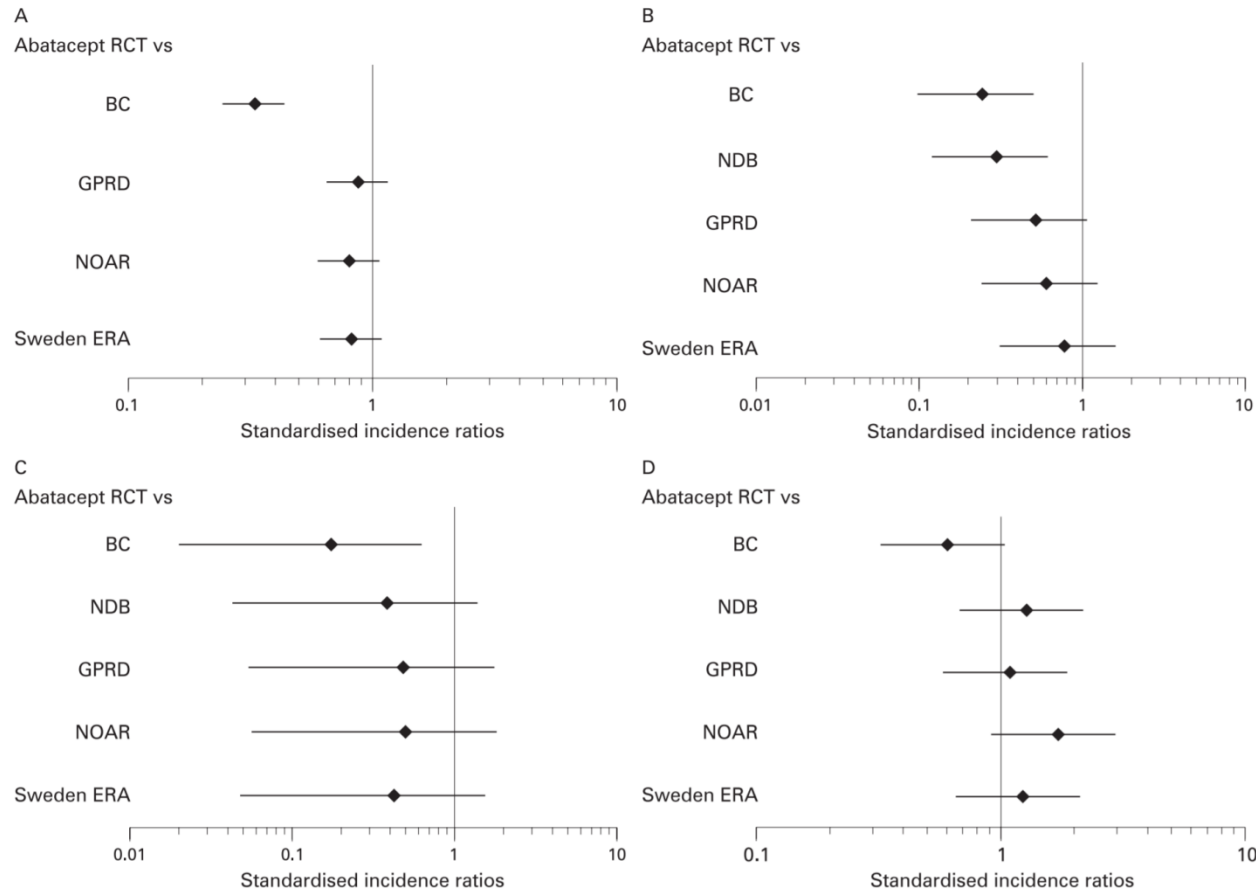 A
Abatacept RCT vs
BC
GPRD
NOAR
Sweden ERA
0.1 1 10
Standardised incidence ratios
B
Abatacept RCT vs
BC
NDB
GPRD
NOAR
Sweden ERA
0.01 0.1 1 10
Standardised incidence ratios
C
Abatacept RCT vs
BC
NDB
GPRD
NOAR
Sweden ERA
0.01 0.1 1 10
Standardised incidence ratios
D
Abatacept RCT vs
BC
NDB
GPRD
NOAR
Sweden ERA
0.1 1 10
Standardised incidence ratios